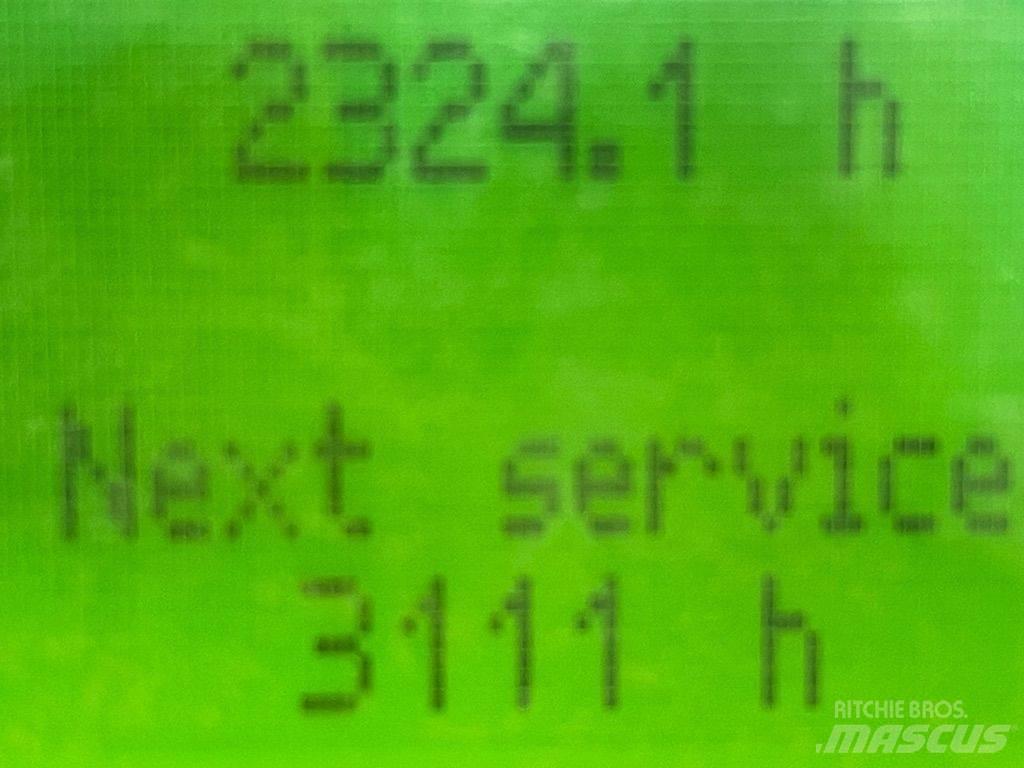 2324.1 h
Next service
3111 h
RITCHIE BROS.
.MASCUS